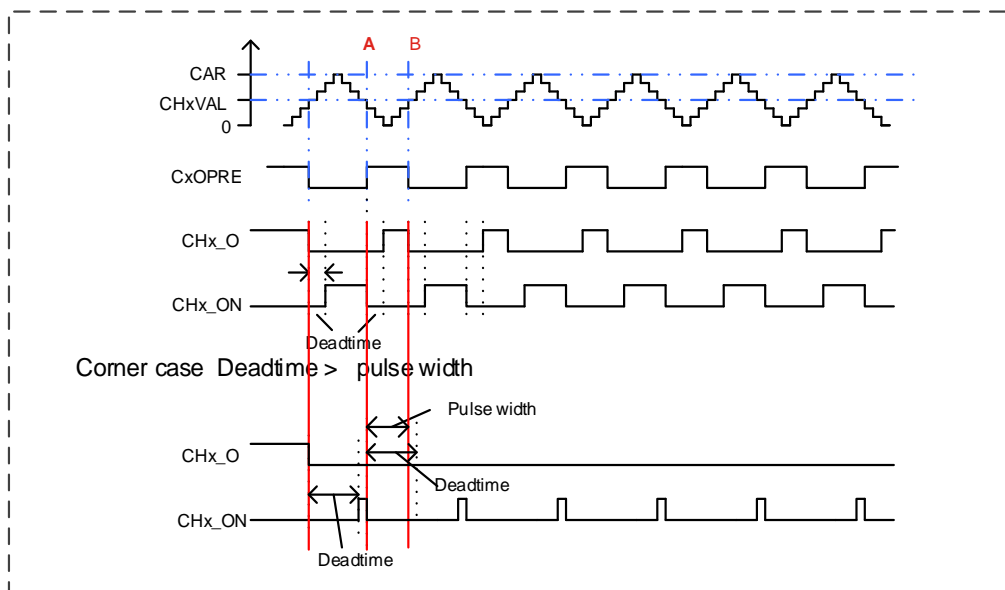 A B
CAR
CHxVAL
0
CxOPRE
CHx_O
CHx_ON
Deadtime
Corner case Deadtime > pulse width
Pulse width
CHx_O
Deadtime
CHx_ON
Deadtime